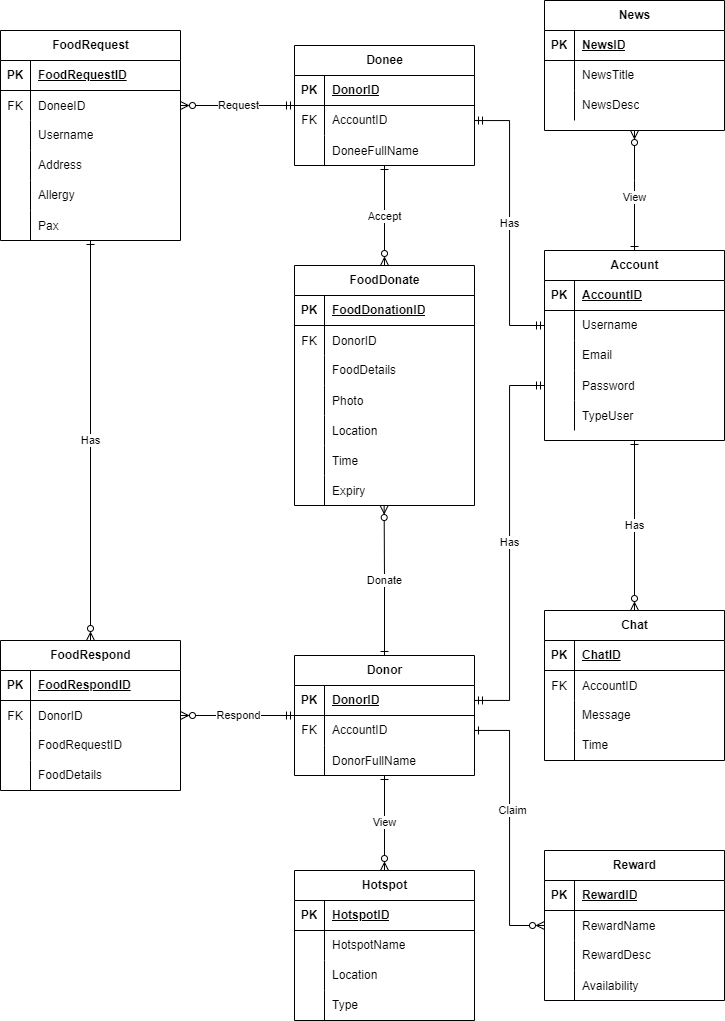 News
PK NewsID
NewsTitle
NewsDesc
FoodRequest
PK FoodRequestID
FK DoneeID
Username
Address
Allergy
Pax
Request
Donee
PK DonorID
FK AccountID
DoneeFullName
Has
View
Accept
Account
PK AccountID
Username
Email
Password
TypeUser
FoodDonate
PK FoodDonationID
FK DonorID
FoodDetails
Photo
Location
Time
Expiry
Has
Has
Has
Donate
Chat
PK ChatID
FK AccountID
Message
Time
FoodRespond
PK FoodRespondID
FK DonorID
FoodRequestID
FoodDetails
Respond
Donor
PK DonorID
FK AccountID
DonorFullName
View
Claim
Hotspot
PK HotspotID
HotspotName
Location
Type
Reward
PK RewardID
RewardName
RewardDesc
Availability